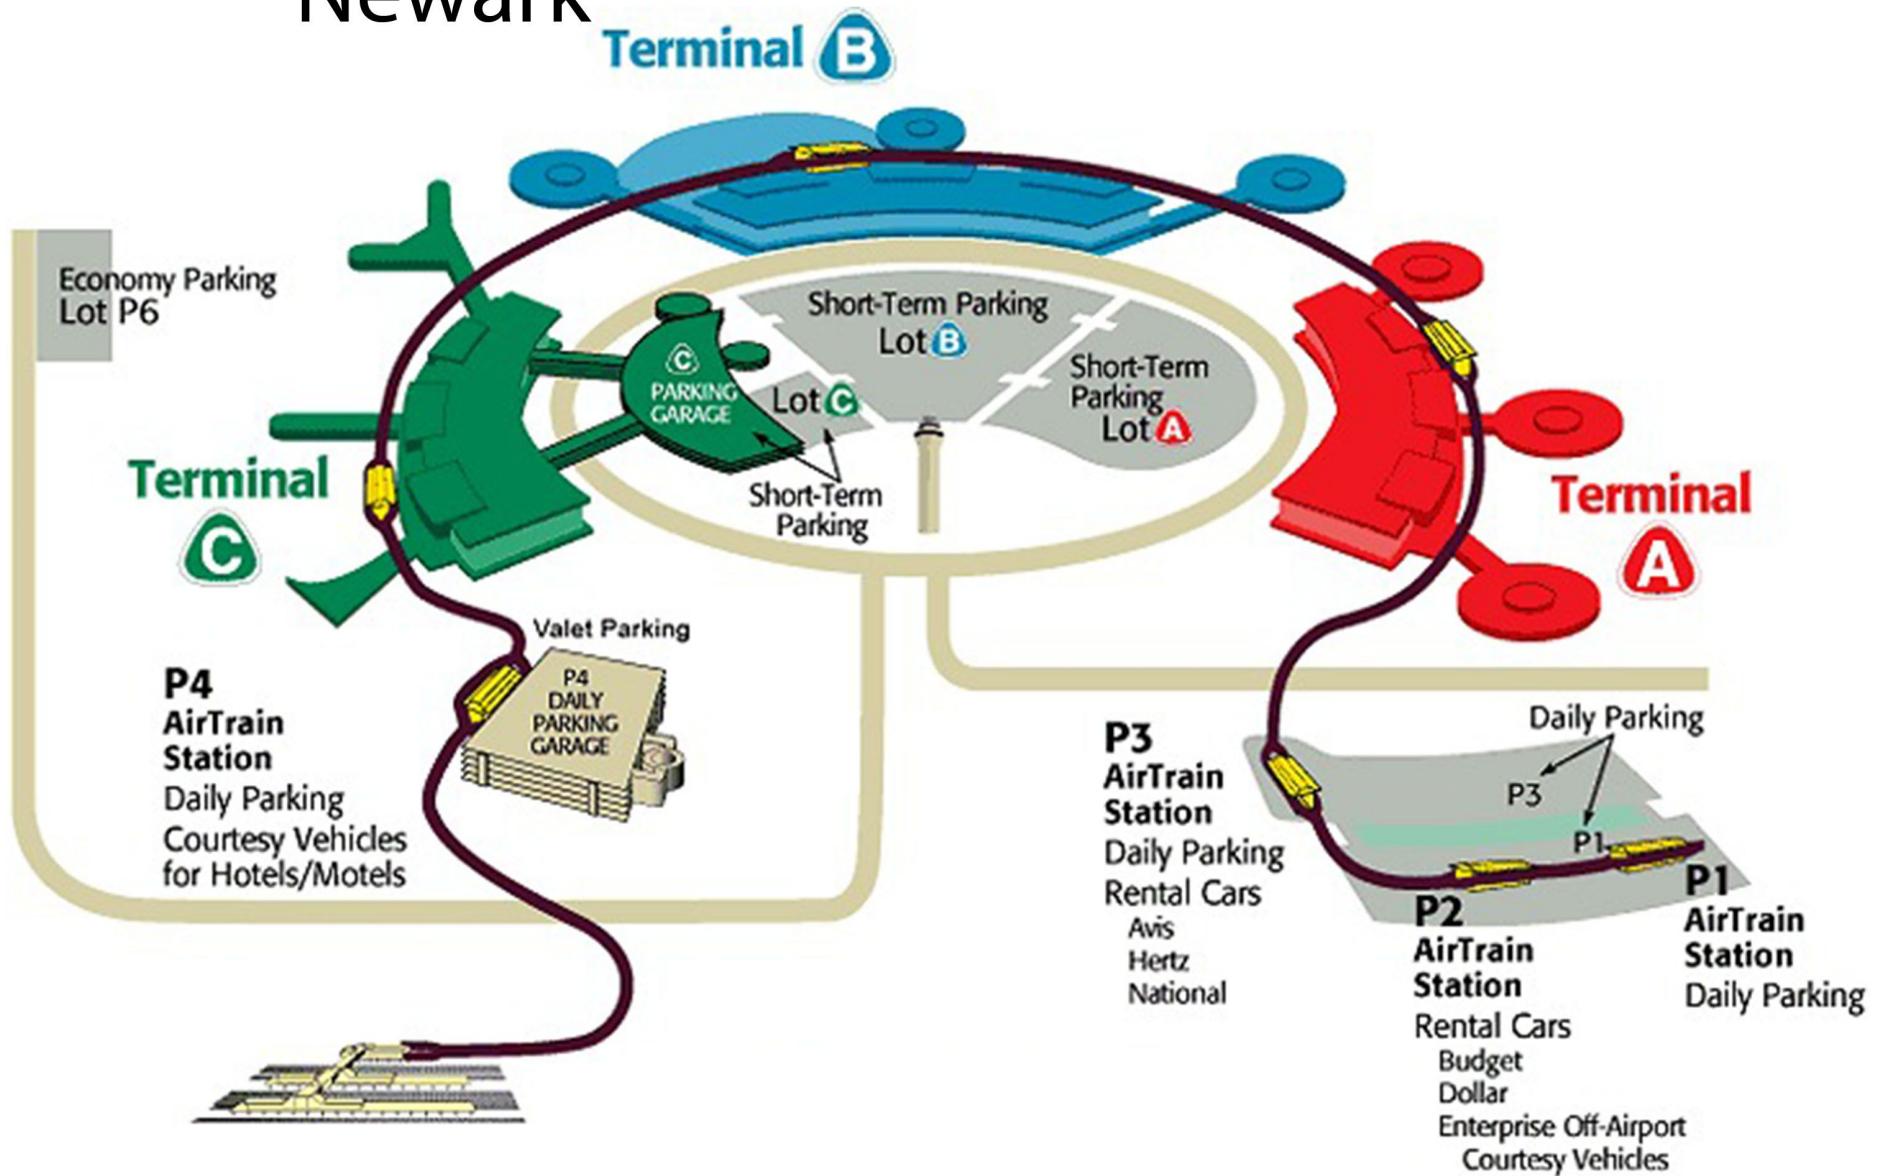 Newark
Terminal B
Economy Parking
Lot P6
Short-Term Parking
Lot B
Short-Term
Parking
Lot A
C
PARKING
GARAGE
Lot C
Short-Term
Parking
Terminal
C
Terminal
A
Valet Parking
P4
DAILY
PARKING
GARAGE
P4
AirTrain
Station
Daily Parking
Courtesy Vehicles
for Hotels/Motels
P3
AirTrain
Station
Daily Parking
Rental Cars
Avis
Hertz
National
Daily Parking
P3
P1
P2
AirTrain
Station
Rental Cars
Budget
Dollar
Enterprise Off-Airport
Courtesy Vehicles
P1
AirTrain
Station
Daily Parking